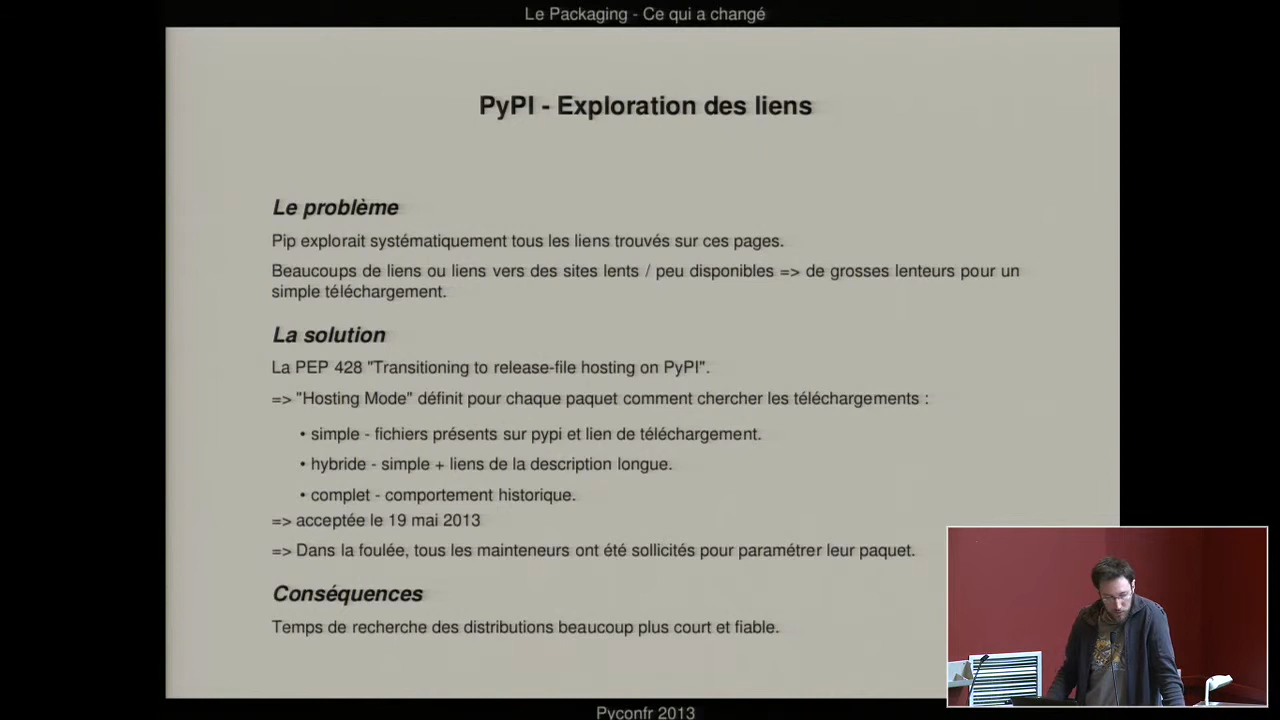 Le Packaging - Ce qui a changé
PyPI - Exploration des liens
Le problème
Pip explorait systématiquement tous les liens trouvés sur ces pages.
Beaucoups de liens ou liens vers des sites lents / peu disponibles => de grosses lenteurs pour un
simple téléchargement.
La solution
La PEP 428 "Transitioning to release-file hosting on PyPI".
=> "Hosting Mode" définit pour chaque paquet comment chercher les téléchargements :
• simple - fichiers présents sur pypi et lien de téléchargement.
• hybride - simple + liens de la description longue.
• complet - comportement historique.
=> acceptée le 19 mai 2013
=> Dans la foulée, tous les mainteneurs ont été sollicités pour paramétrer leur paquet.
Conséquences
Temps de recherche des distributions beaucoup plus court et fiable.
Pyconfr 2013